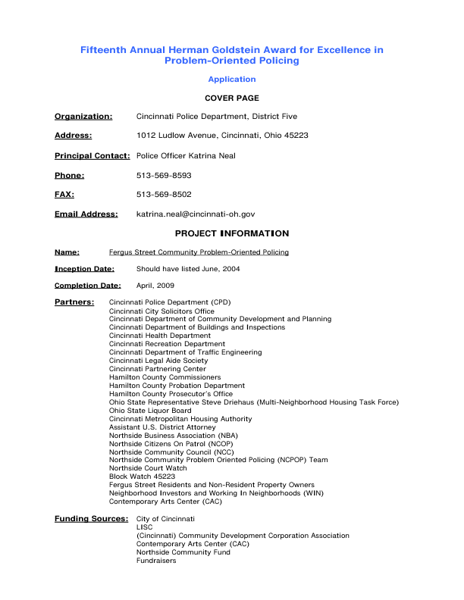 Fifteenth Annual Herman Goldstein Award for Excellence in
Problem-Oriented Policing
Application
COVER PAGE
Organization: Cincinnati Police Department, District Five
Address: 1012 Ludlow Avenue, Cincinnati, Ohio 45223
Principal Contact: Police Officer Katrina Neal
Phone: 513-569-8593
FAX: 513-569-8502
Email Address: katrina.neal@cincinnati-oh.gov
PROJECT INFORMATION
Name: Fergus Street Community Problem-Oriented Policing
Inception Date: Should have listed June, 2004
Completion Date: April, 2009
Partners: Cincinnati Police Department (CPD)
Cincinnati City Solicitors Office
Cincinnati Department of Community Development and Planning
Cincinnati Department of Buildings and Inspections
Cincinnati Health Department
Cincinnati Recreation Department
Cincinnati Department of Traffic Engineering
Cincinnati Legal Aide Society
Cincinnati Partnering Center
Hamilton County Commissioners
Hamilton County Probation Department
Hamilton County Prosecutor's Office
Ohio State Representative Steve Driehaus (Multi-Neighborhood Housing Task Force)
Ohio State Liquor Board
Cincinnati Metropolitan Housing Authority
Assistant U.S. District Attorney
Northside Business Association (NBA)
Northside Citizens On Patrol (NCOP)
Northside Community Council (NCC)
Northside Community Problem Oriented Policing (NCPOP) Team
Northside Court Watch
Block Watch 45223
Fergus Street Residents and Non-Resident Property Owners
Neighborhood Investors and Working In Neighborhoods (WIN)
Contemporary Arts Center (CAC)
Funding Sources: City of Cincinnati
LISC
(Cincinnati) Community Development Corporation Association
Contemporary Arts Center (CAC)
Northside Community Fund
Fundraisers